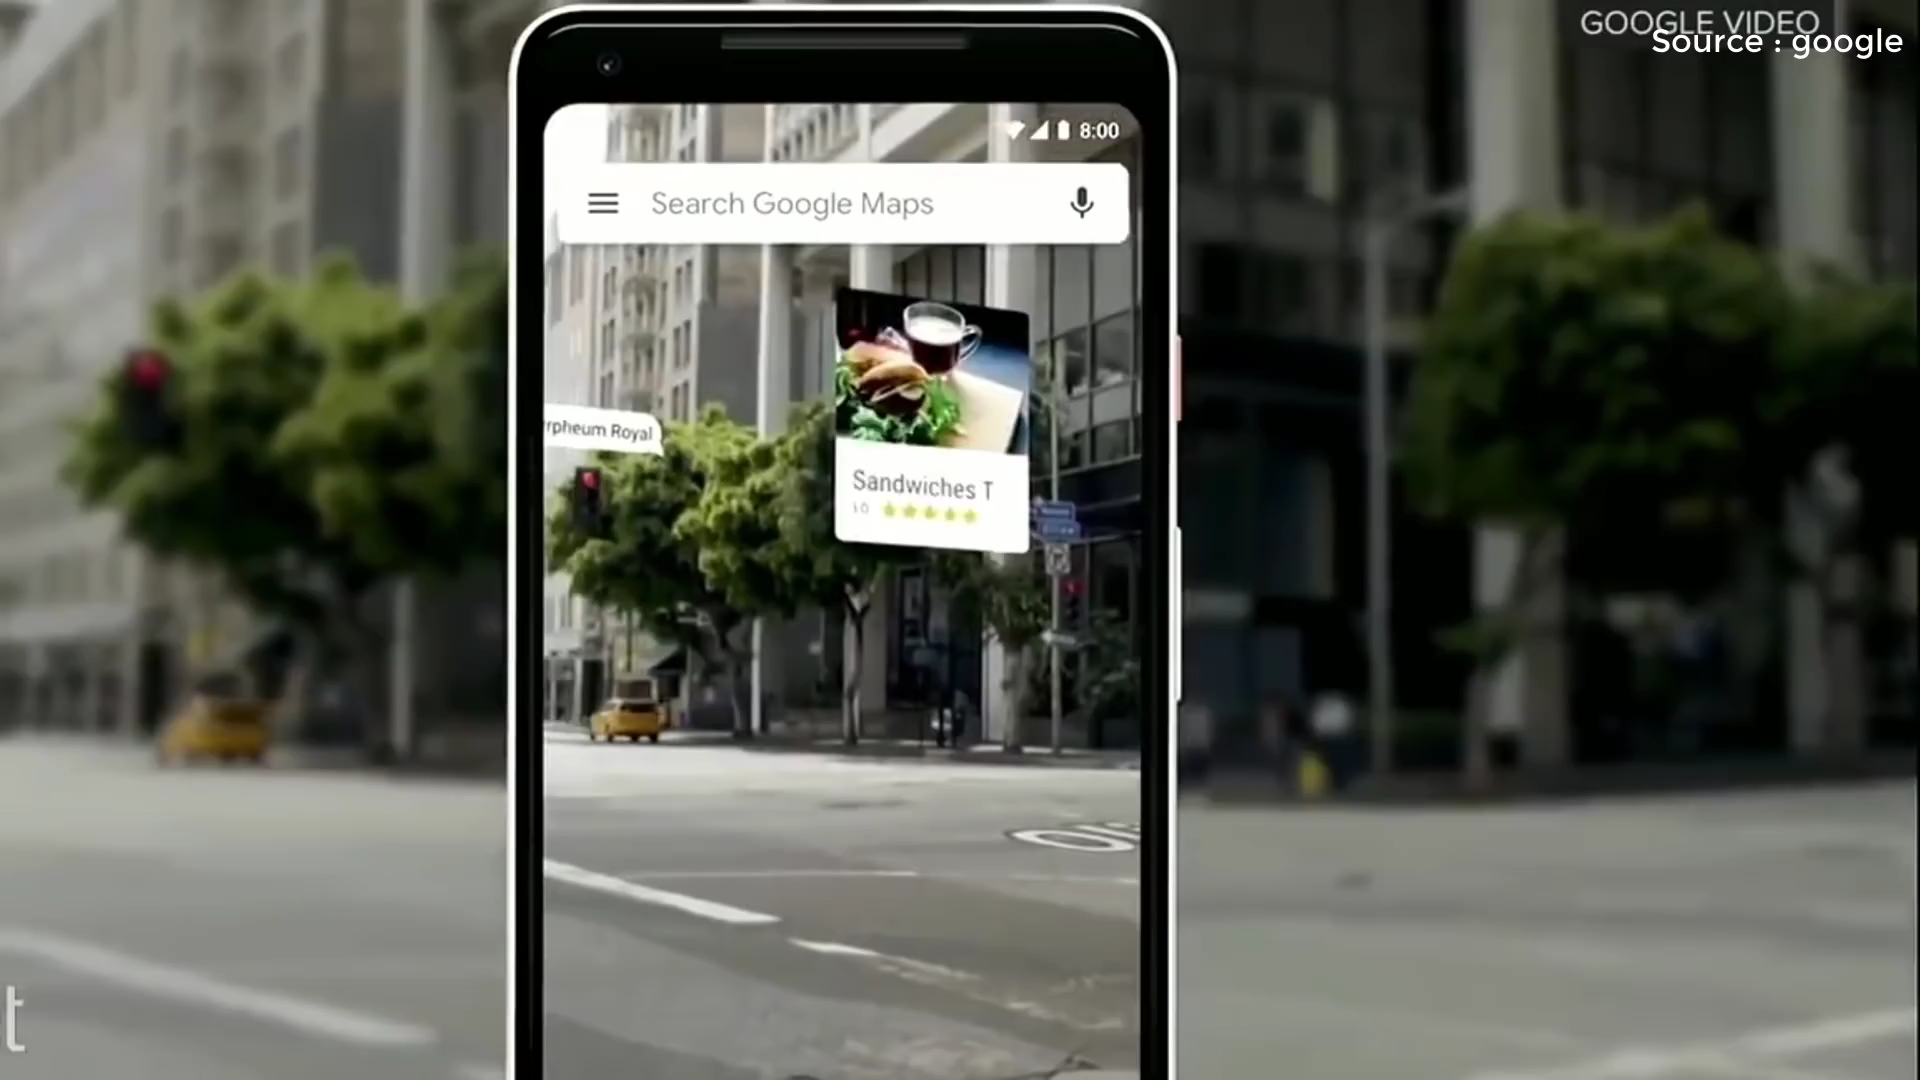 GOOGLE VIDEO
Source : google
8:00
Search Google Maps
rpheum Royal
Sandwiches T
t